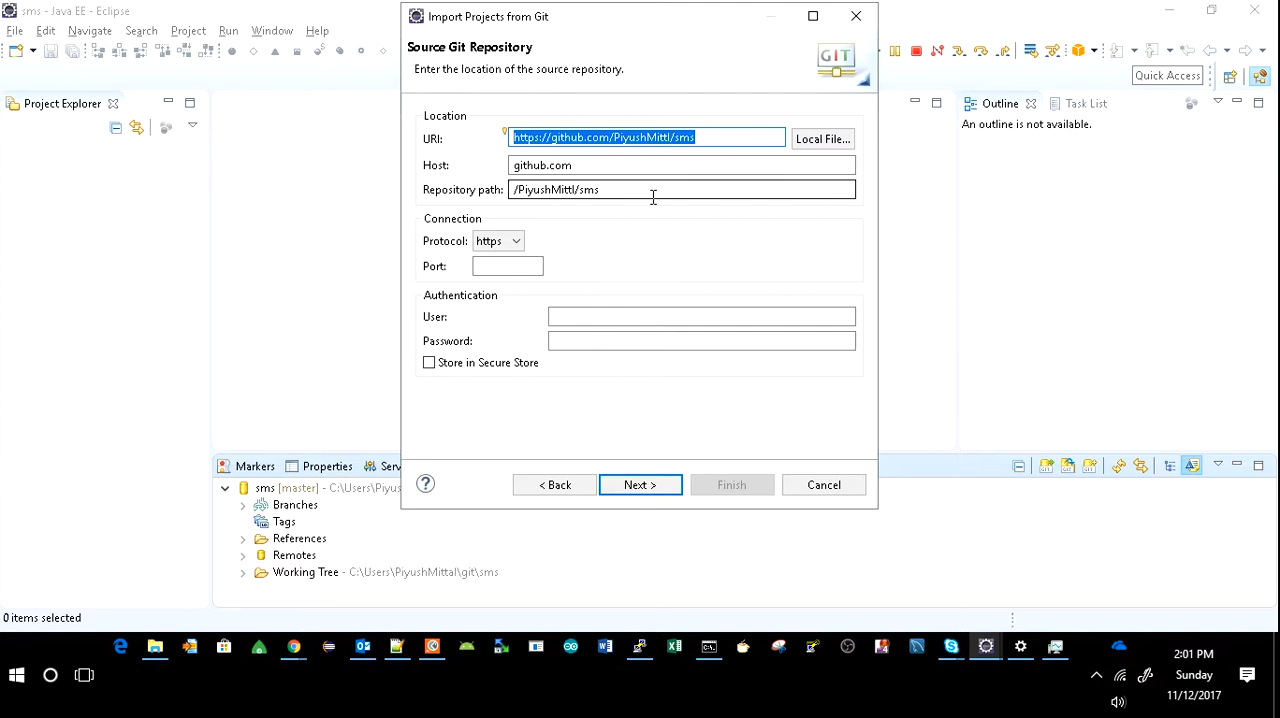 sms - Java EE - Eclipse
File Edit Navigate Search Project Run Window Help
Quick Access
Project Explorer
Outline
Task List
An outline is not available.
Import Projects from Git
Source Git Repository
Enter the location of the source repository.
GIT
Location
URI: https://github.com/PiyushMittl/sms
Local File...
Host: github.com
Repository path: /PiyushMittl/sms
Connection
Protocol: https
Port:
Authentication
User:
Password:
Store in Secure Store
?
< Back
Next >
Finish
Cancel
Markers
Properties
Serv
sms [master] - C:\Users\Piyus
Branches
Tags
References
Remotes
Working Tree - C:\Users\PiyushMittal\git\sms
0 items selected
2:01 PM
Sunday
11/12/2017